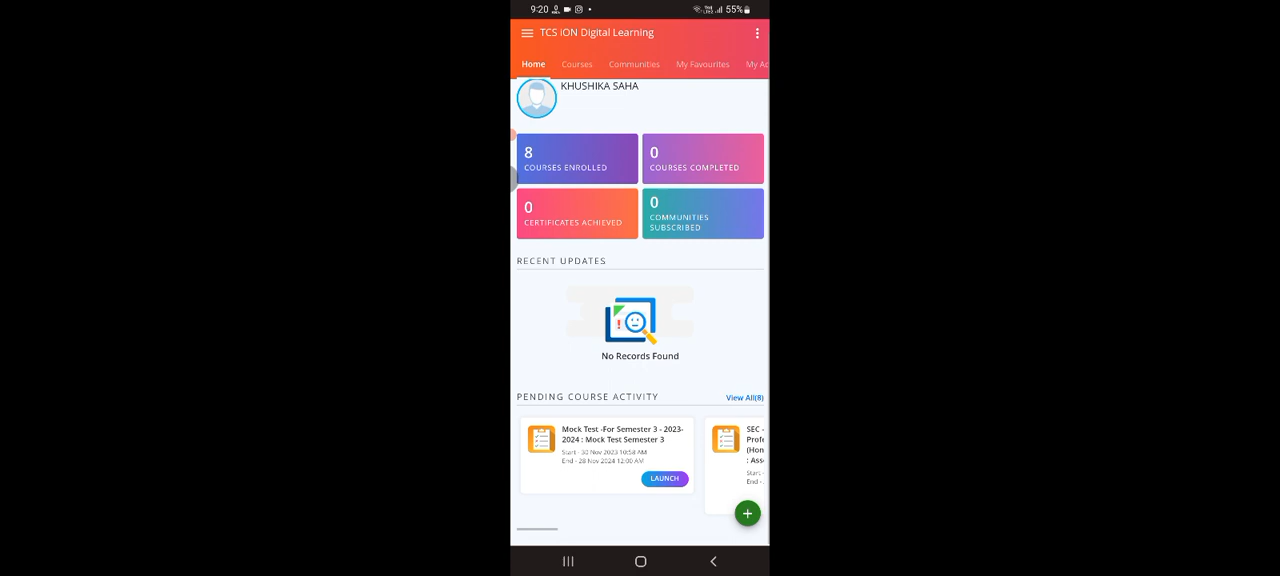 9:20 55%
TCS iON Digital Learning
Home Courses Communities My Favourites My Ac
KHUSHIKA SAHA
8
COURSES ENROLLED
0
COURSES COMPLETED
0
CERTIFICATES ACHIEVED
0
COMMUNITIES
SUBSCRIBED
RECENT UPDATES
No Records Found
PENDING COURSE ACTIVITY View All(8)
Mock Test -For Semester 3 - 2023-
2024 : Mock Test Semester 3
Start - 30 Nov 2023 10:58 AM
End - 28 Nov 2024 12:00 AM
LAUNCH
SEC -
Profe
(Hon
: Ass
Start -
End -